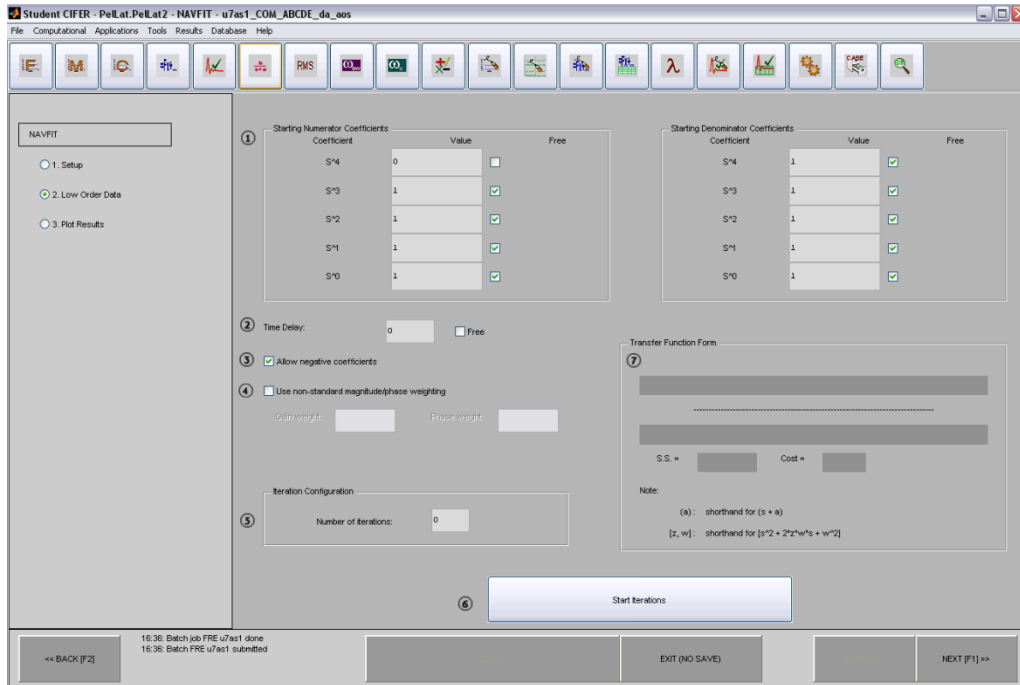 Student CIFER - PelLat.PelLat2 - NAVFIT - u7as1_COM_ABCDE_da_aos
File Computational Applications Tools Results Database Help
RMS
λ
CASE
NAVFIT
1. Setup
2. Low Order Data
3. Plot Results
1
Starting Numerator Coefficients
Coefficient Value Free
S^4 0
S^3 1
S^2 1
S^1 1
S^0 1
Starting Denominator Coefficients
Coefficient Value Free
S^4 1
S^3 1
S^2 1
S^1 1
S^0 1
2 Time Delay: 0 Free
3 Allow negative coefficients
4 Use non-standard magnitude/phase weighting
Gain weight: Phase weight:
Iteration Configuration
5 Number of iterations: 0
6 Start Iterations
Transfer Function Form
7
S.S. = Cost =
Note:
(a) : shorthand for (s + a)
[z, w] : shorthand for [s^2 + 2*z*w*s + w^2]
<< BACK [F2]
16:36: Batch job FRE u7as1 done
16:36: Batch FRE u7as1 submitted
EXIT (NO SAVE)
NEXT [F1] >>